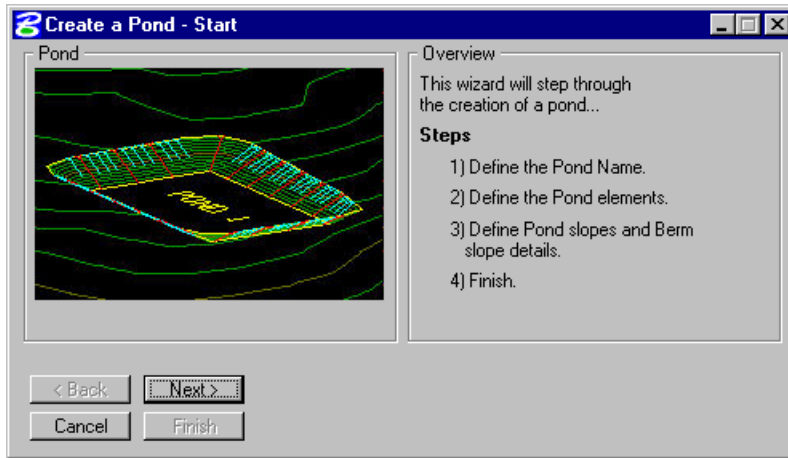 Create a Pond - Start
Pond
POND 1
Overview
This wizard will step through
the creation of a pond...
Steps
1) Define the Pond Name.
2) Define the Pond elements.
3) Define Pond slopes and Berm
slope details.
4) Finish.
< Back
Next >
Cancel
Finish